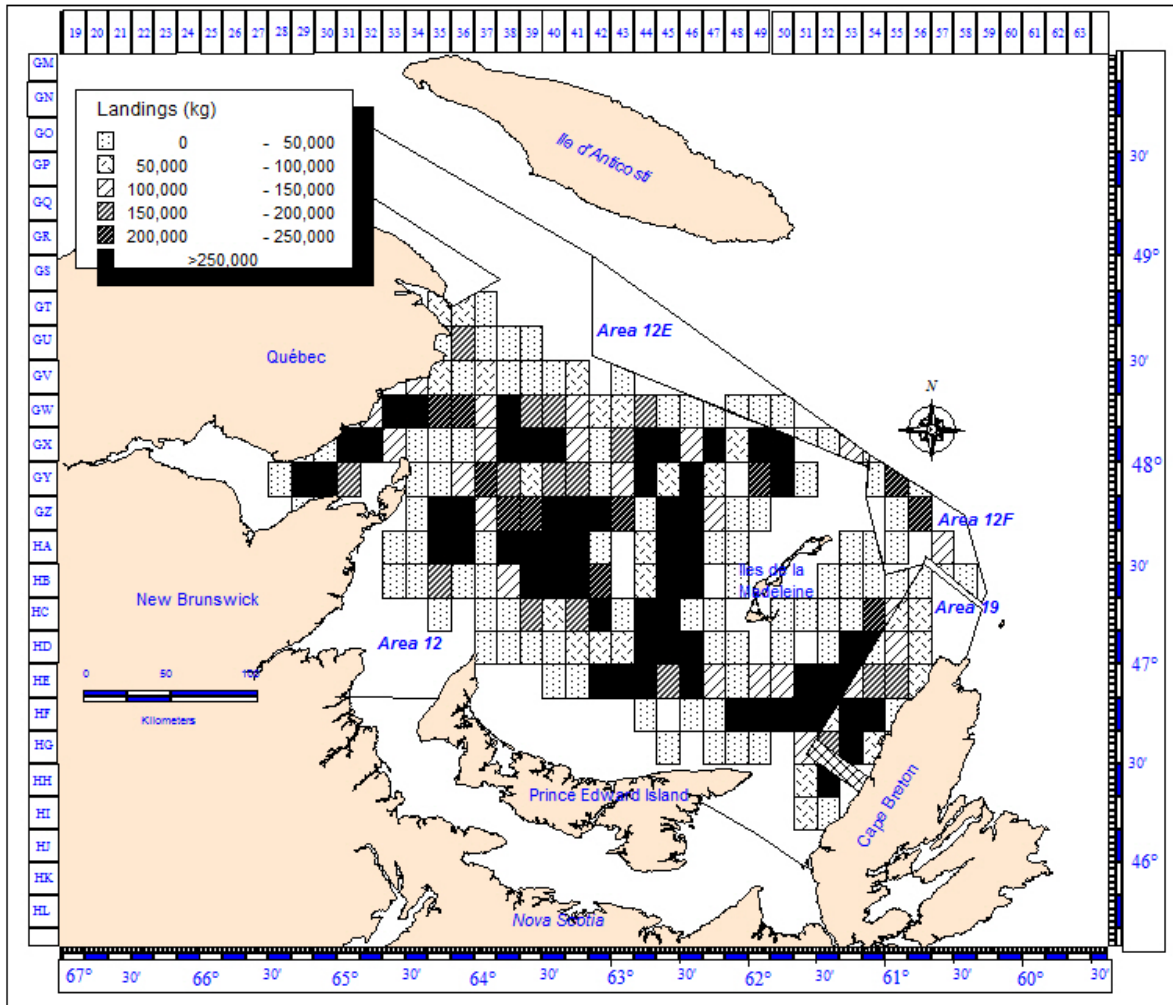 19 20 21 22 23 24 25 26 27 28 29 30 31 32 33 34 35 36 37 38 39 40 41 42 43 44 45 46 47 48 49 50 51 52 53 54 55 56 57 58 59 60 61 62 63
GM
GN
GO
GP
GQ
GR
GS
GT
GU
GV
GW
GX
GY
GZ
HA
HB
HC
HD
HE
HF
HG
HH
HI
HJ
HK
HL
Landings (kg)
0 - 50,000
50,000 - 100,000
100,000 - 150,000
150,000 - 200,000
200,000 - 250,000
>250,000
Ile d'Anticosti
Area 12E
Québec
N
Area 12F
Iles de la
Madeleine
New Brunswick
Area 19
Area 12
0 50 100
Kilometers
Prince Edward Island
Cape Breton
Nova Scotia
30'
49°
30'
48°
30'
47°
30'
46°
67° 30' 66° 30' 65° 30' 64° 30' 63° 30' 62° 30' 61° 30' 60° 30'